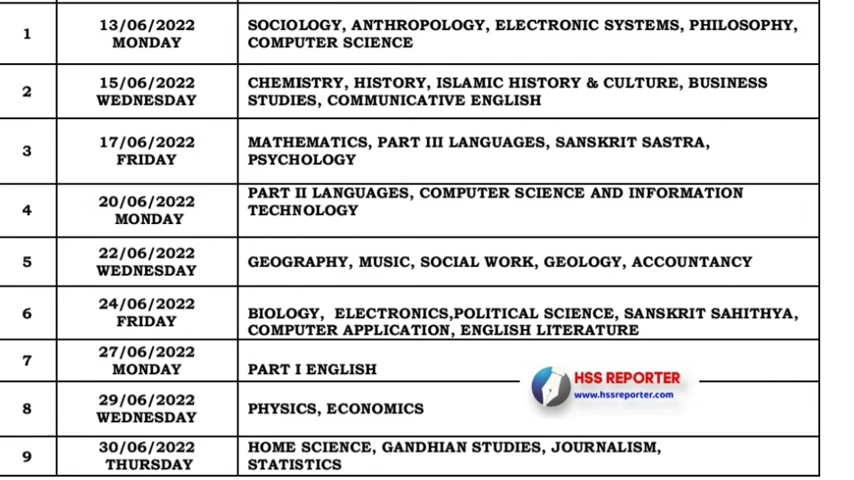 1
13/06/2022
MONDAY
SOCIOLOGY, ANTHROPOLOGY, ELECTRONIC SYSTEMS, PHILOSOPHY,
COMPUTER SCIENCE
2
15/06/2022
WEDNESDAY
CHEMISTRY, HISTORY, ISLAMIC HISTORY & CULTURE, BUSINESS
STUDIES, COMMUNICATIVE ENGLISH
3
17/06/2022
FRIDAY
MATHEMATICS, PART III LANGUAGES, SANSKRIT SASTRA,
PSYCHOLOGY
4
20/06/2022
MONDAY
PART II LANGUAGES, COMPUTER SCIENCE AND INFORMATION
TECHNOLOGY
5
22/06/2022
WEDNESDAY
GEOGRAPHY, MUSIC, SOCIAL WORK, GEOLOGY, ACCOUNTANCY
6
24/06/2022
FRIDAY
BIOLOGY, ELECTRONICS,POLITICAL SCIENCE, SANSKRIT SAHITHYA,
COMPUTER APPLICATION, ENGLISH LITERATURE
7
27/06/2022
MONDAY
PART I ENGLISH
HSS REPORTER
www.hssreporter.com
8
29/06/2022
WEDNESDAY
PHYSICS, ECONOMICS
9
30/06/2022
THURSDAY
HOME SCIENCE, GANDHIAN STUDIES, JOURNALISM,
STATISTICS